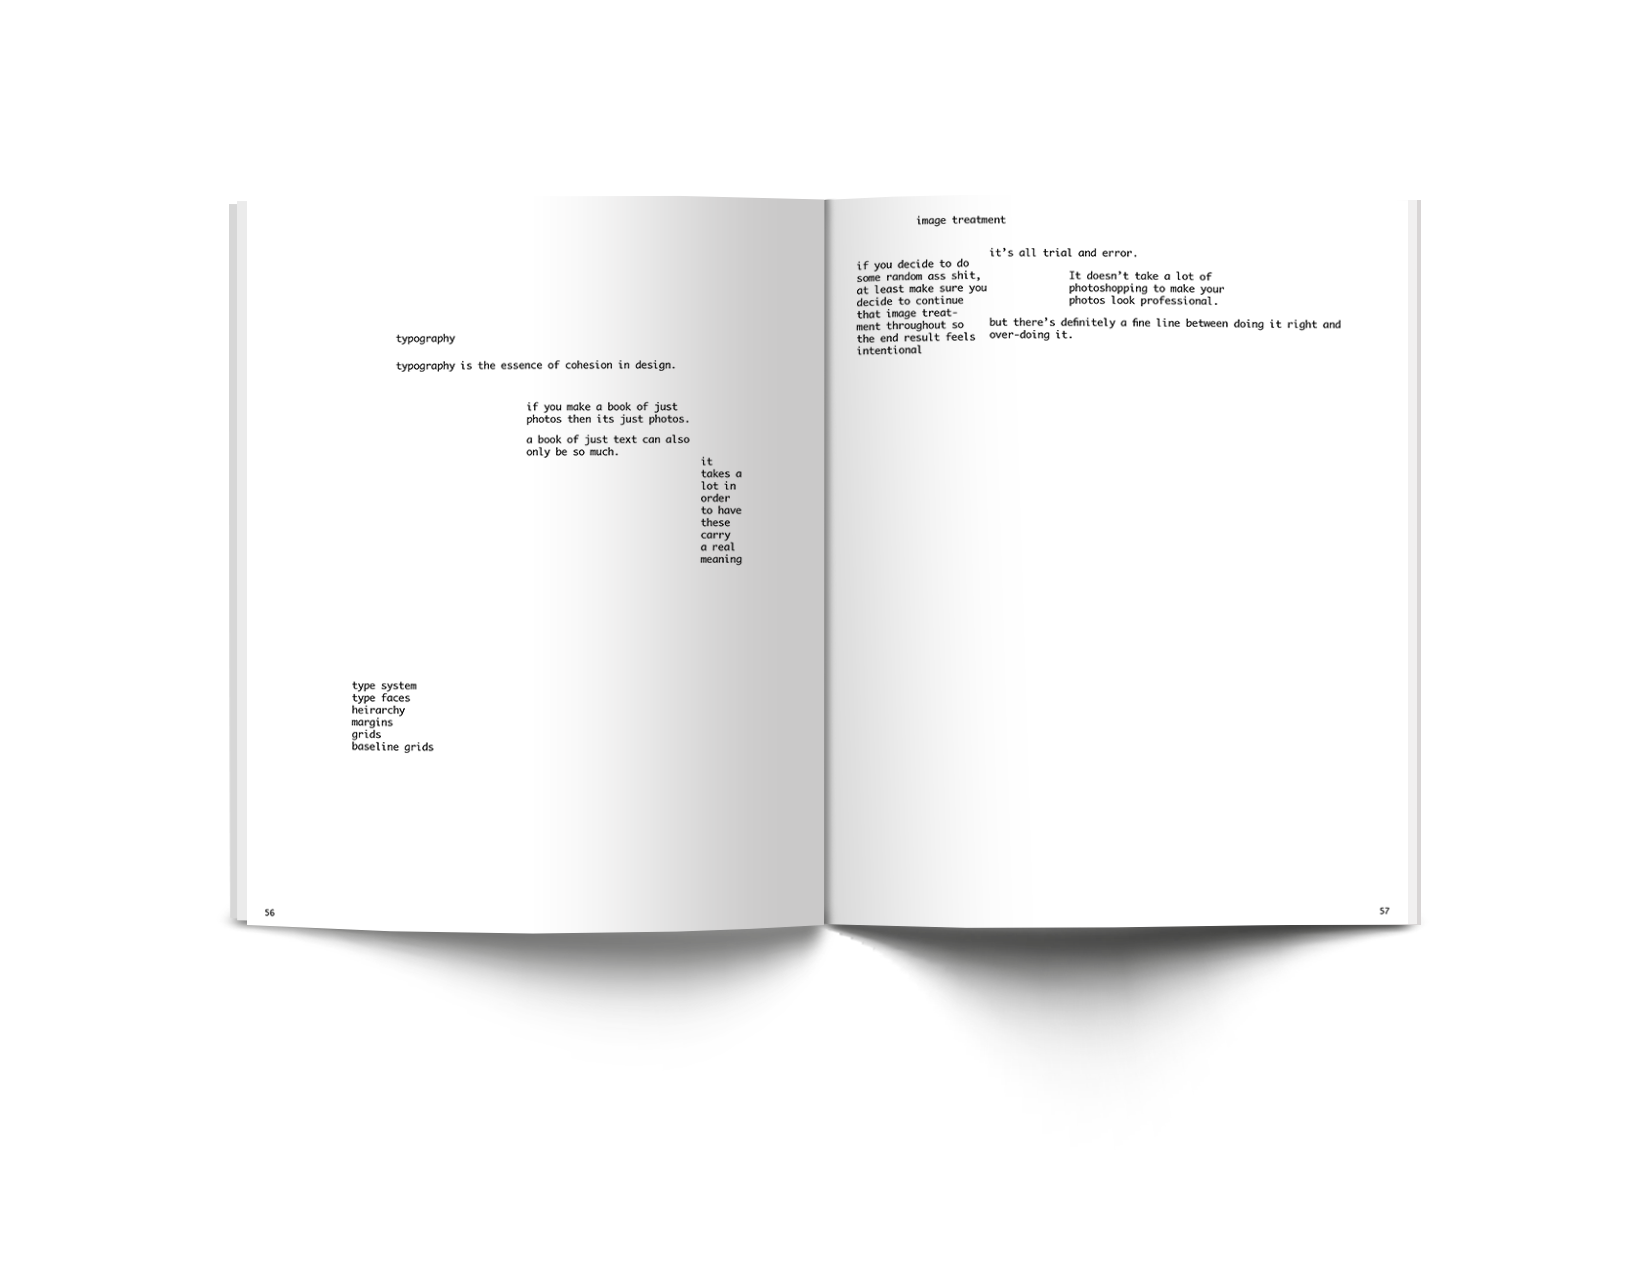 typography
typography is the essence of cohesion in design.
if you make a book of just
photos then its just photos.
a book of just text can also
only be so much.
it
takes a
lot in
order
to have
these
carry
a real
meaning
type system
type faces
heirarchy
margins
grids
baseline grids
56
image treatment
if you decide to do
some random ass shit,
at least make sure you
decide to continue
that image treat-
ment throughout so
the end result feels
intentional
it's all trial and error.
It doesn't take a lot of
photoshopping to make your
photos look professional.
but there's definitely a fine line between doing it right and
over-doing it.
57